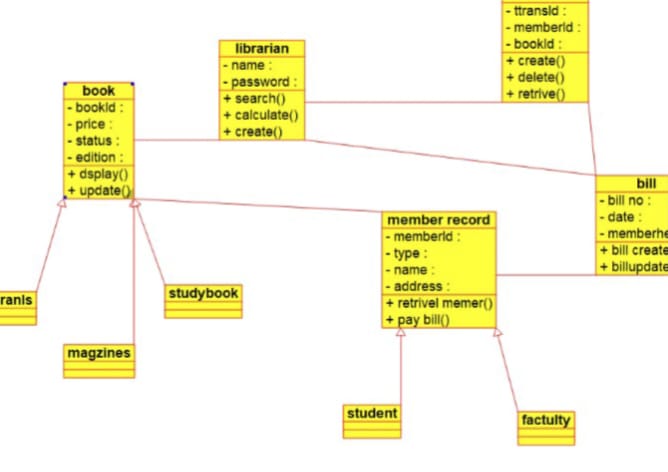 - ttransId :
- memberId :
- bookId :
+ create()
+ delete()
+ retrive()
librarian
- name :
- password :
+ search()
+ calculate()
+ create()
book
- bookId :
- price :
- status :
- edition :
+ dsplay()
+ update()
bill
- bill no :
- date :
- memberhe
+ bill create
+ billupdate
member record
- memberId :
- type :
- name :
- address :
+ retrivel memer()
+ pay bill()
ranls
studybook
magzines
student
factulty